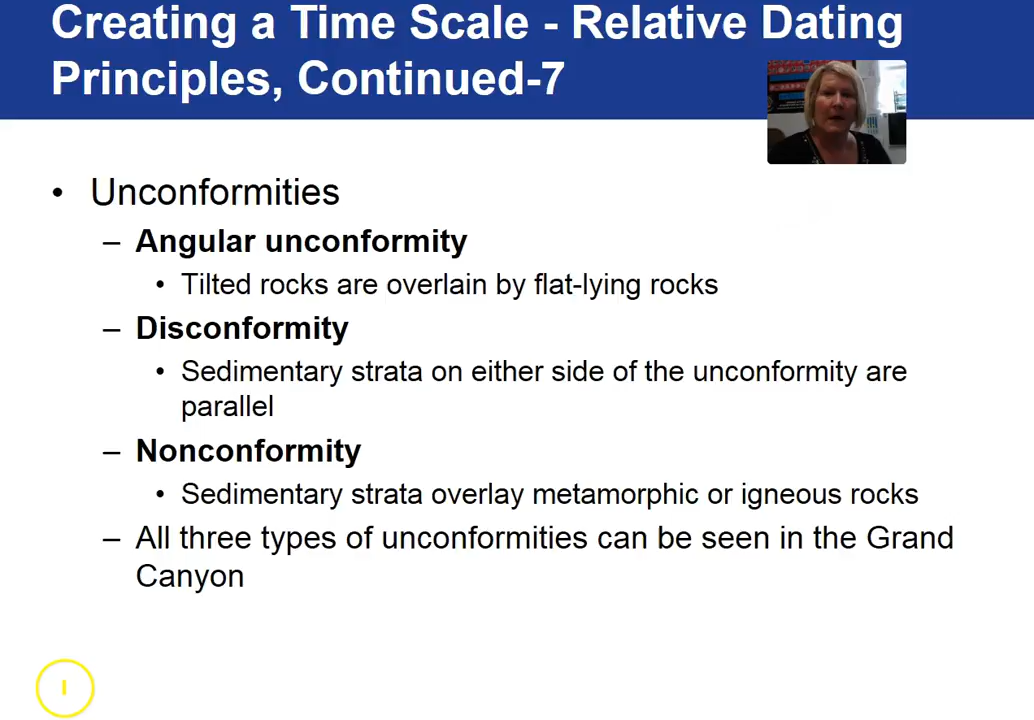 Creating a Time Scale - Relative Dating
Principles, Continued-7
• Unconformities
– Angular unconformity
• Tilted rocks are overlain by flat-lying rocks
– Disconformity
• Sedimentary strata on either side of the unconformity are
parallel
– Nonconformity
• Sedimentary strata overlay metamorphic or igneous rocks
– All three types of unconformities can be seen in the Grand
Canyon